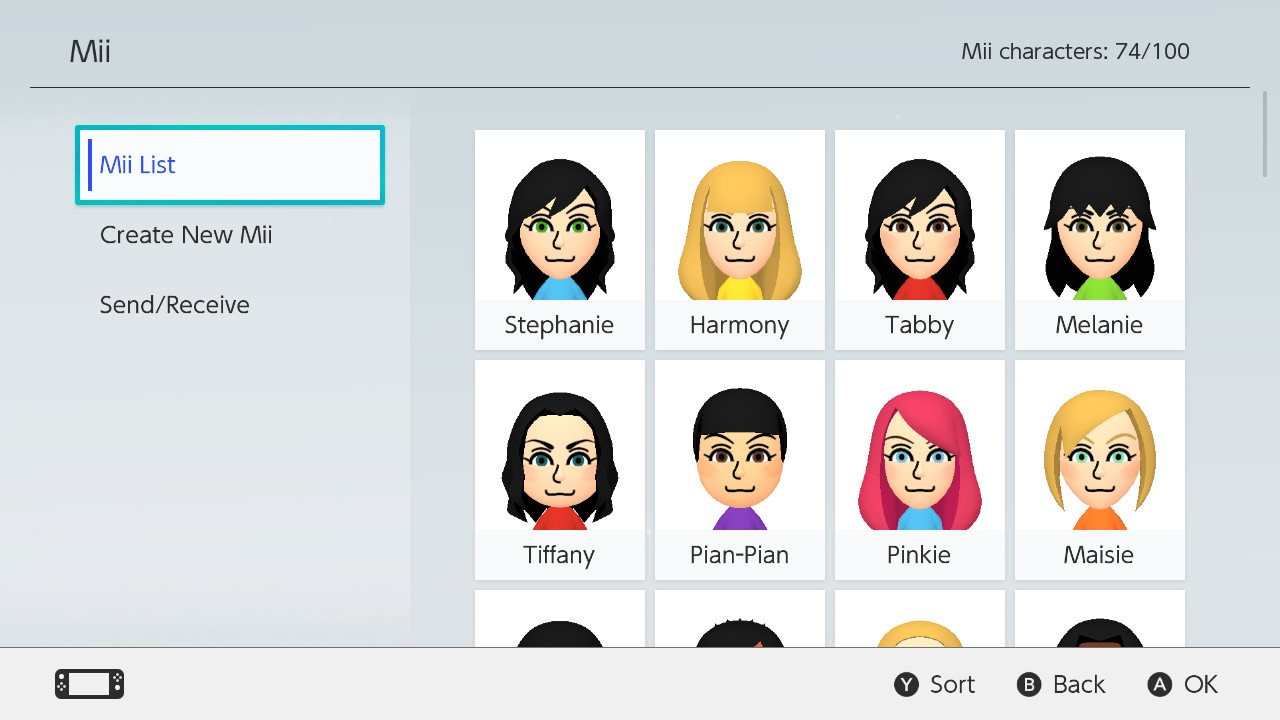 Mii
Mii characters: 74/100
Mii List
Create New Mii
Send/Receive
Stephanie
Harmony
Tabby
Melanie
Tiffany
Pian-Pian
Pinkie
Maisie
Y Sort
B Back
A OK